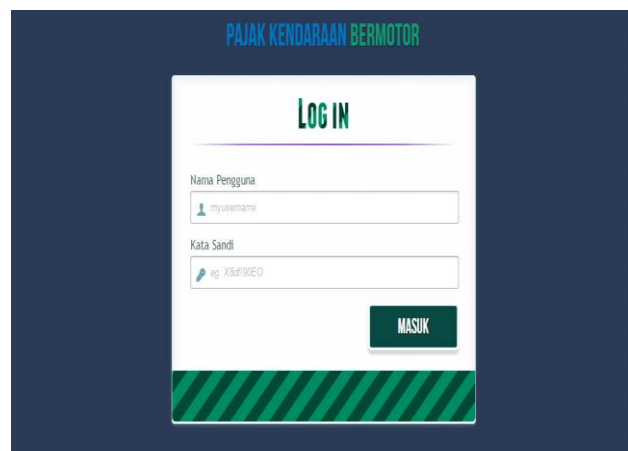 PAJAK KENDARAAN BERMOTOR
LOG IN
Nama Pengguna
myusername
Kata Sandi
eg. X8df!90EO
MASUK